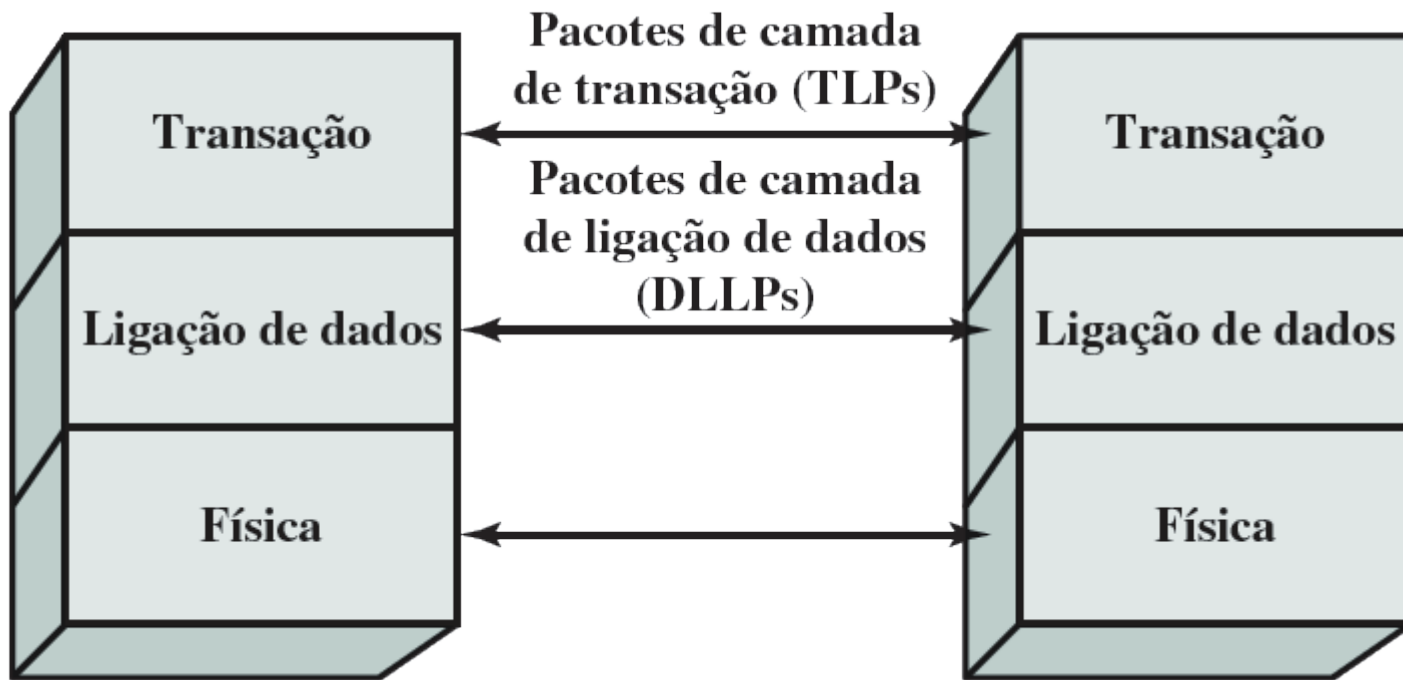 Pacotes de camada
de transação (TLPs)
Transação
Transação
Pacotes de camada
de ligação de dados
(DLLPs)
Ligação de dados
Ligação de dados
Física
Física